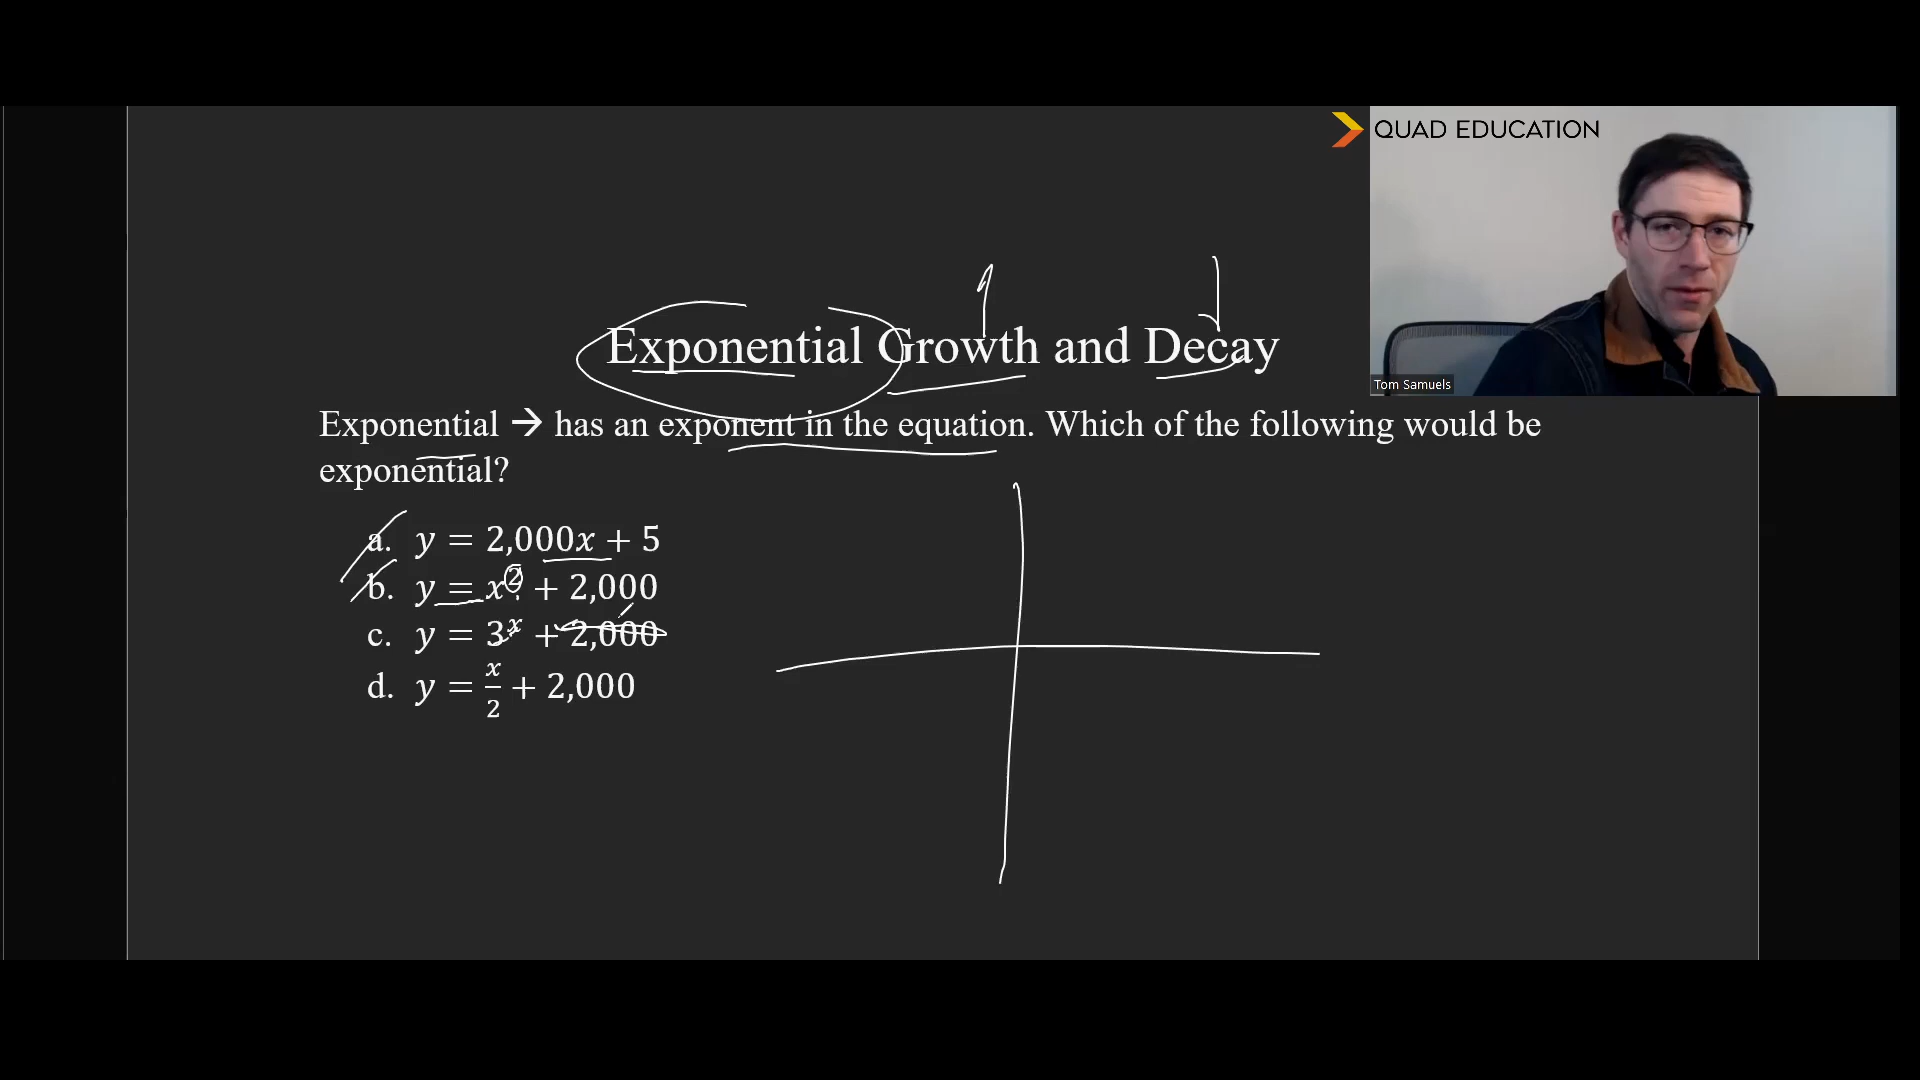 QUAD EDUCATION
Tom Samuels
Exponential Growth and Decay
Exponential → has an exponent in the equation. Which of the following would be
exponential?
a. y = 2,000x + 5
b. y = x² + 2,000
c. y = 3ˣ + 2,000
d. y = x/2 + 2,000